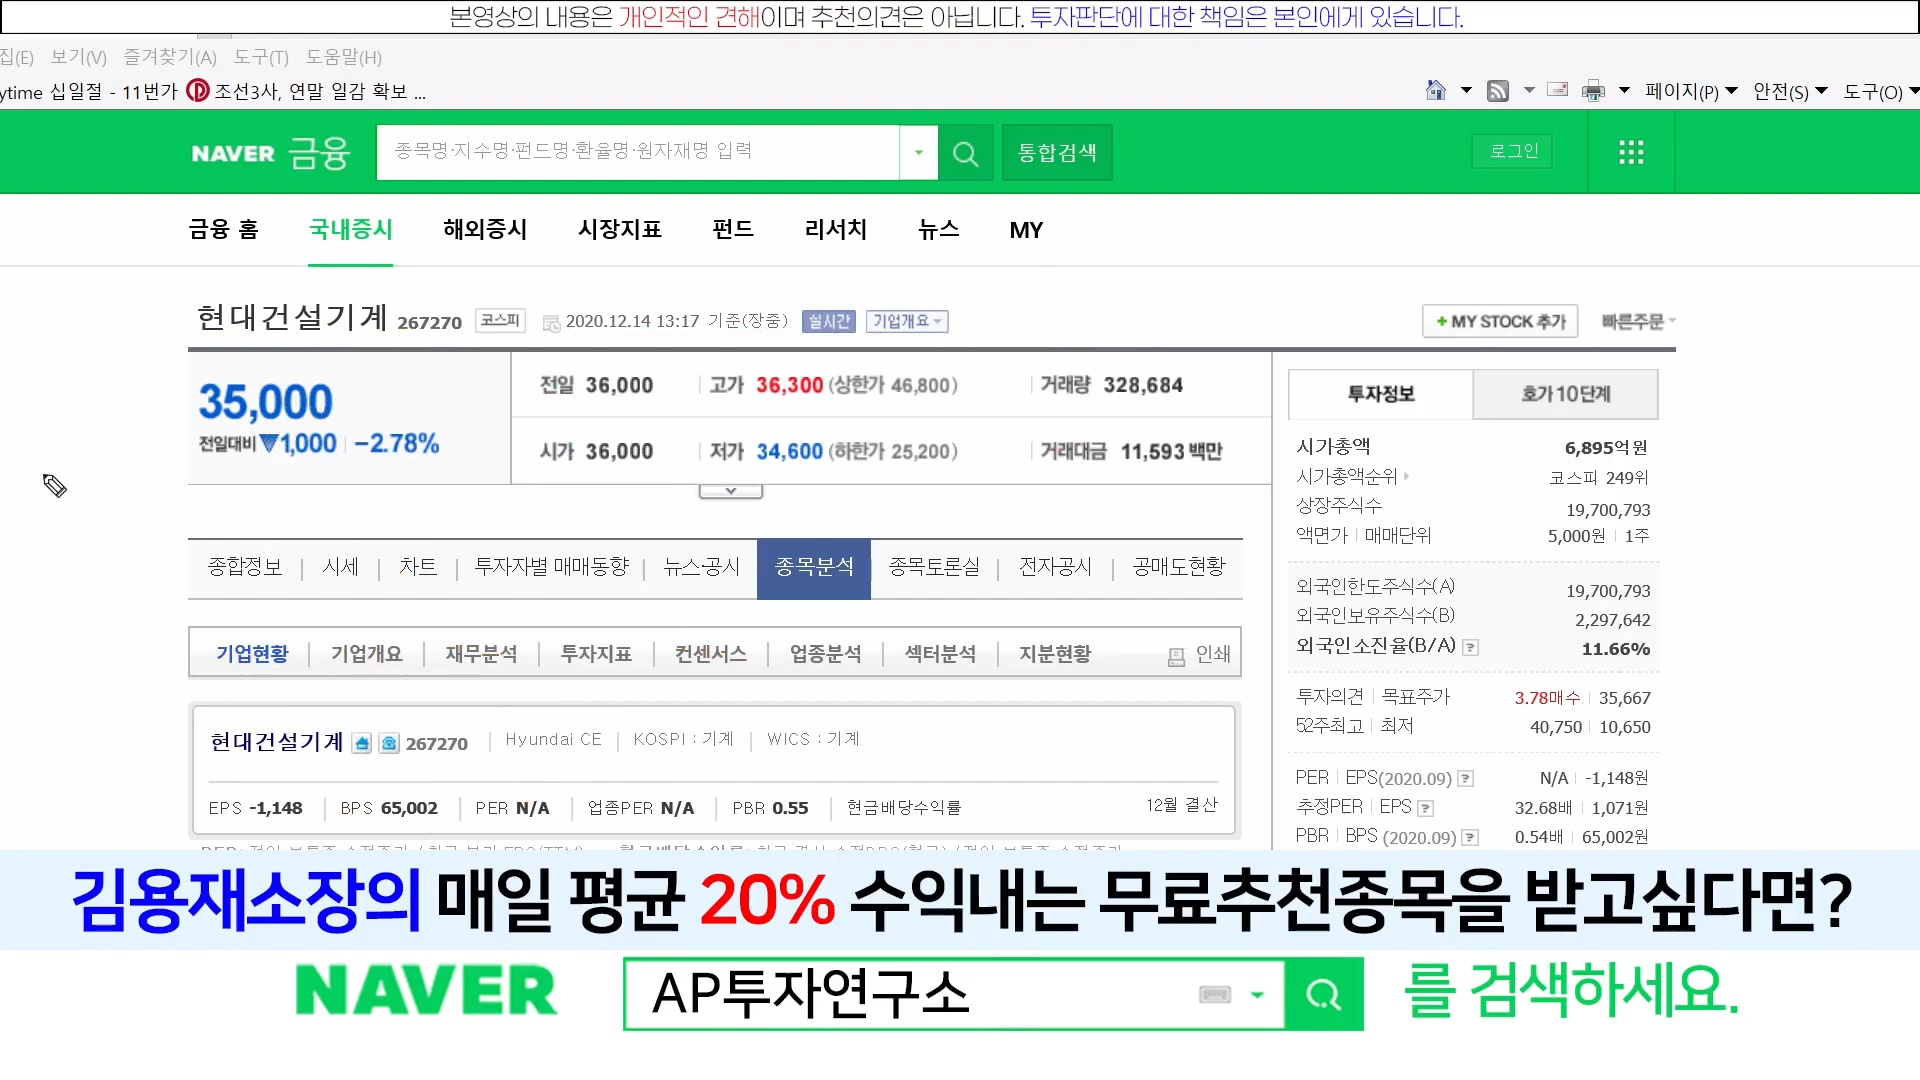 본영상의 내용은 개인적인 견해이며 추천의견은 아닙니다. 투자판단에 대한 책임은 본인에게 있습니다.
집(E) 보기(V) 즐겨찾기(A) 도구(T) 도움말(H)
ytime 십일절 - 11번가 조선3사, 연말 일감 확보 ... 페이지(P) 안전(S) 도구(O)
NAVER 금융 종목명·지수명·펀드명·환율명·원자재명 입력 통합검색 로그인
금융 홈 국내증시 해외증시 시장지표 펀드 리서치 뉴스 MY
현대건설기계 267270 코스피 2020.12.14 13:17 기준(장중) 실시간 기업개요 + MY STOCK 추가 빠른주문
35,000
전일대비 ▼1,000 -2.78%
전일 36,000 고가 36,300 (상한가 46,800) 거래량 328,684
시가 36,000 저가 34,600 (하한가 25,200) 거래대금 11,593 백만
투자정보 호가 10단계
시가총액 6,895억원
시가총액순위 코스피 249위
상장주식수 19,700,793
액면가 매매단위 5,000원 1주
외국인한도주식수(A) 19,700,793
외국인보유주식수(B) 2,297,642
외국인소진율(B/A) ? 11.66%
투자의견 목표주가 3.78매수 35,667
52주최고 최저 40,750 10,650
PER EPS(2020.09) ? N/A -1,148원
추정PER EPS ? 32.68배 1,071원
PBR BPS (2020.09) ? 0.54배 65,002원
종합정보 시세 차트 투자자별 매매동향 뉴스·공시 종목분석 종목토론실 전자공시 공매도현황
기업현황 기업개요 재무분석 투자지표 컨센서스 업종분석 섹터분석 지분현황 인쇄
현대건설기계 267270 Hyundai CE KOSPI : 기계 WICS : 기계
EPS -1,148 BPS 65,002 PER N/A 업종PER N/A PBR 0.55 현금배당수익률 12월 결산
김용재소장의 매일 평균 20% 수익내는 무료추천종목을 받고싶다면?
NAVER AP투자연구소 를 검색하세요.